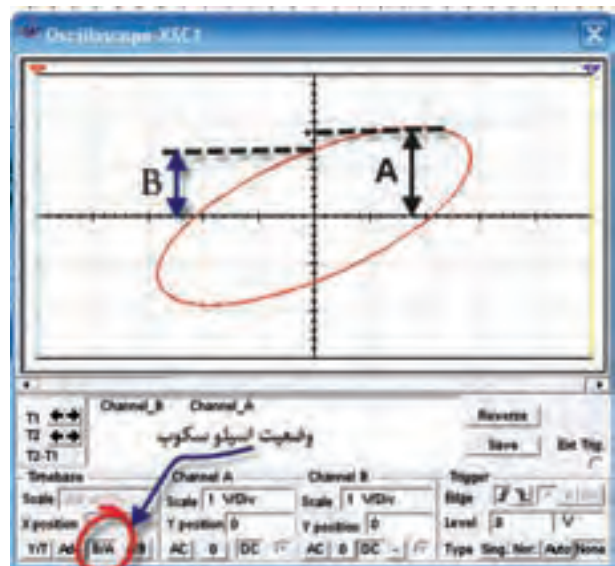 Oscilloscope-XSC1
B
A
T1
T2
T2-T1
Channel_B Channel_A
وضعیت اسیلوسکوپ
Reverse
Save
Ext Trig
Timebase
Scale
X position
Y/T Add B/A
Channel A
Scale 1 V/Div
Y position 0
AC 0 DC
Channel B
Scale 1 V/Div
Y position 0
AC 0 DC -
Trigger
Edge
Level 0 V
Type Sing. Nor. Auto None